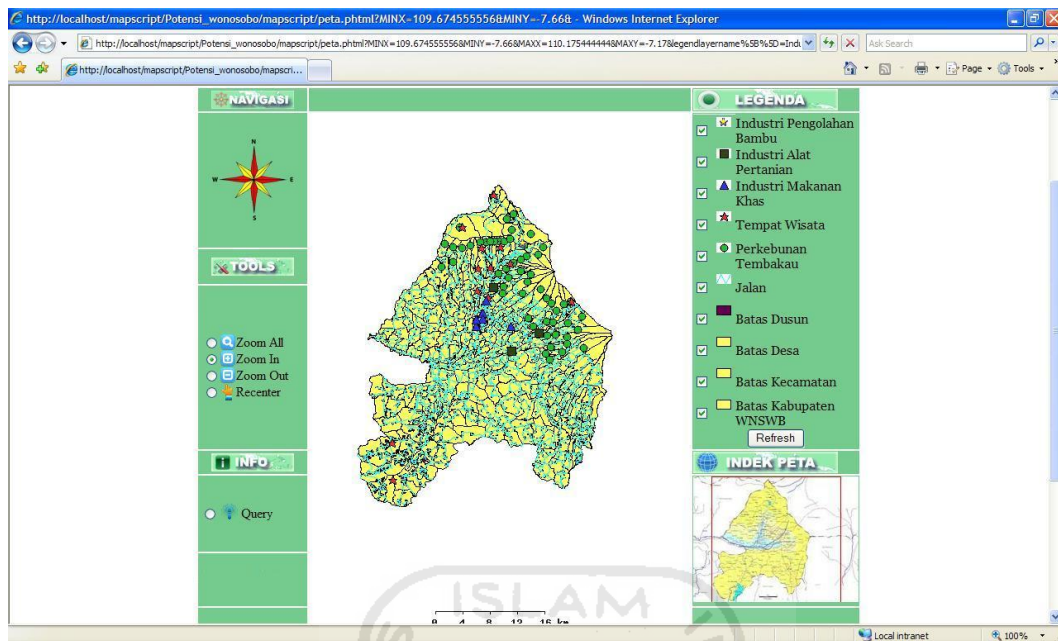 http://localhost/mapscript/Potensi_wonosobo/mapscript/peta.phtml?MINX=109.674555556&MINY=-7.66& - Windows Internet Explorer
http://localhost/mapscript/Potensi_wonosobo/mapscript/peta.phtml?MINX=109.674555556&MINY=-7.66&MAXX=110.175444444&MAXY=-7.17&legendlayername%5B%5D=Indu
Ask Search
http://localhost/mapscript/Potensi_wonosobo/mapscri...
Page
Tools
NAVIGASI
N
W
E
S
TOOLS
Zoom All
Zoom In
Zoom Out
Recenter
INFO
Query
0 4 8 12 16 km
LEGENDA
Industri Pengolahan
Bambu
Industri Alat
Pertanian
Industri Makanan
Khas
Tempat Wisata
Perkebunan
Tembakau
Jalan
Batas Dusun
Batas Desa
Batas Kecamatan
Batas Kabupaten
WNSWB
Refresh
INDEK PETA
ISLAM
Local intranet
100%